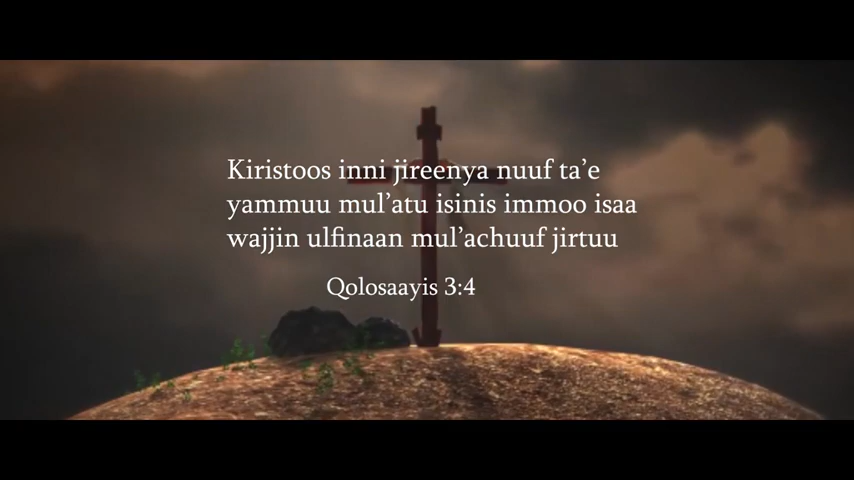 Kiristoos inni jireenya nuuf ta’e
yammuu mul’atu isinis immoo isaa
wajjin ulfinaan mul’achuuf jirtuu
Qolosaayis 3:4